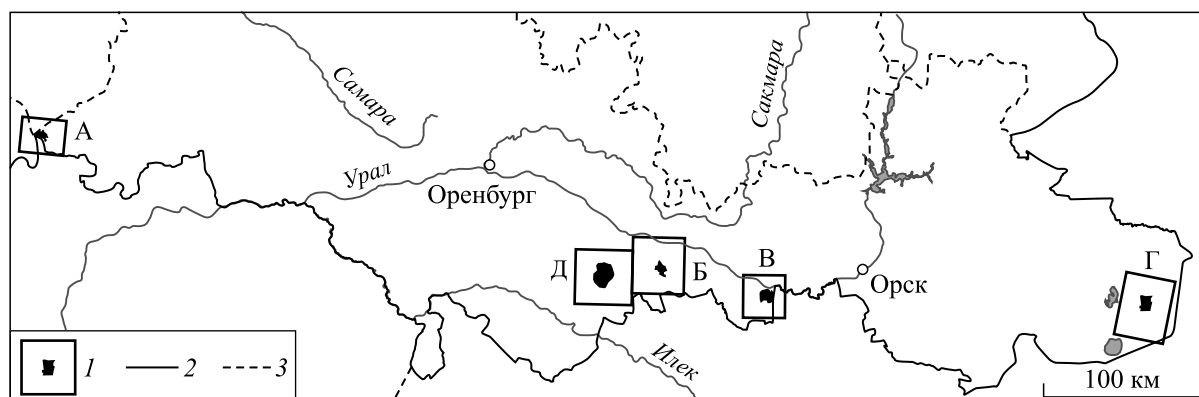 Самара
Сакмара
А
Урал
Оренбург
Д
Б
В
Орск
Г
Илек
1
2
3
100 км